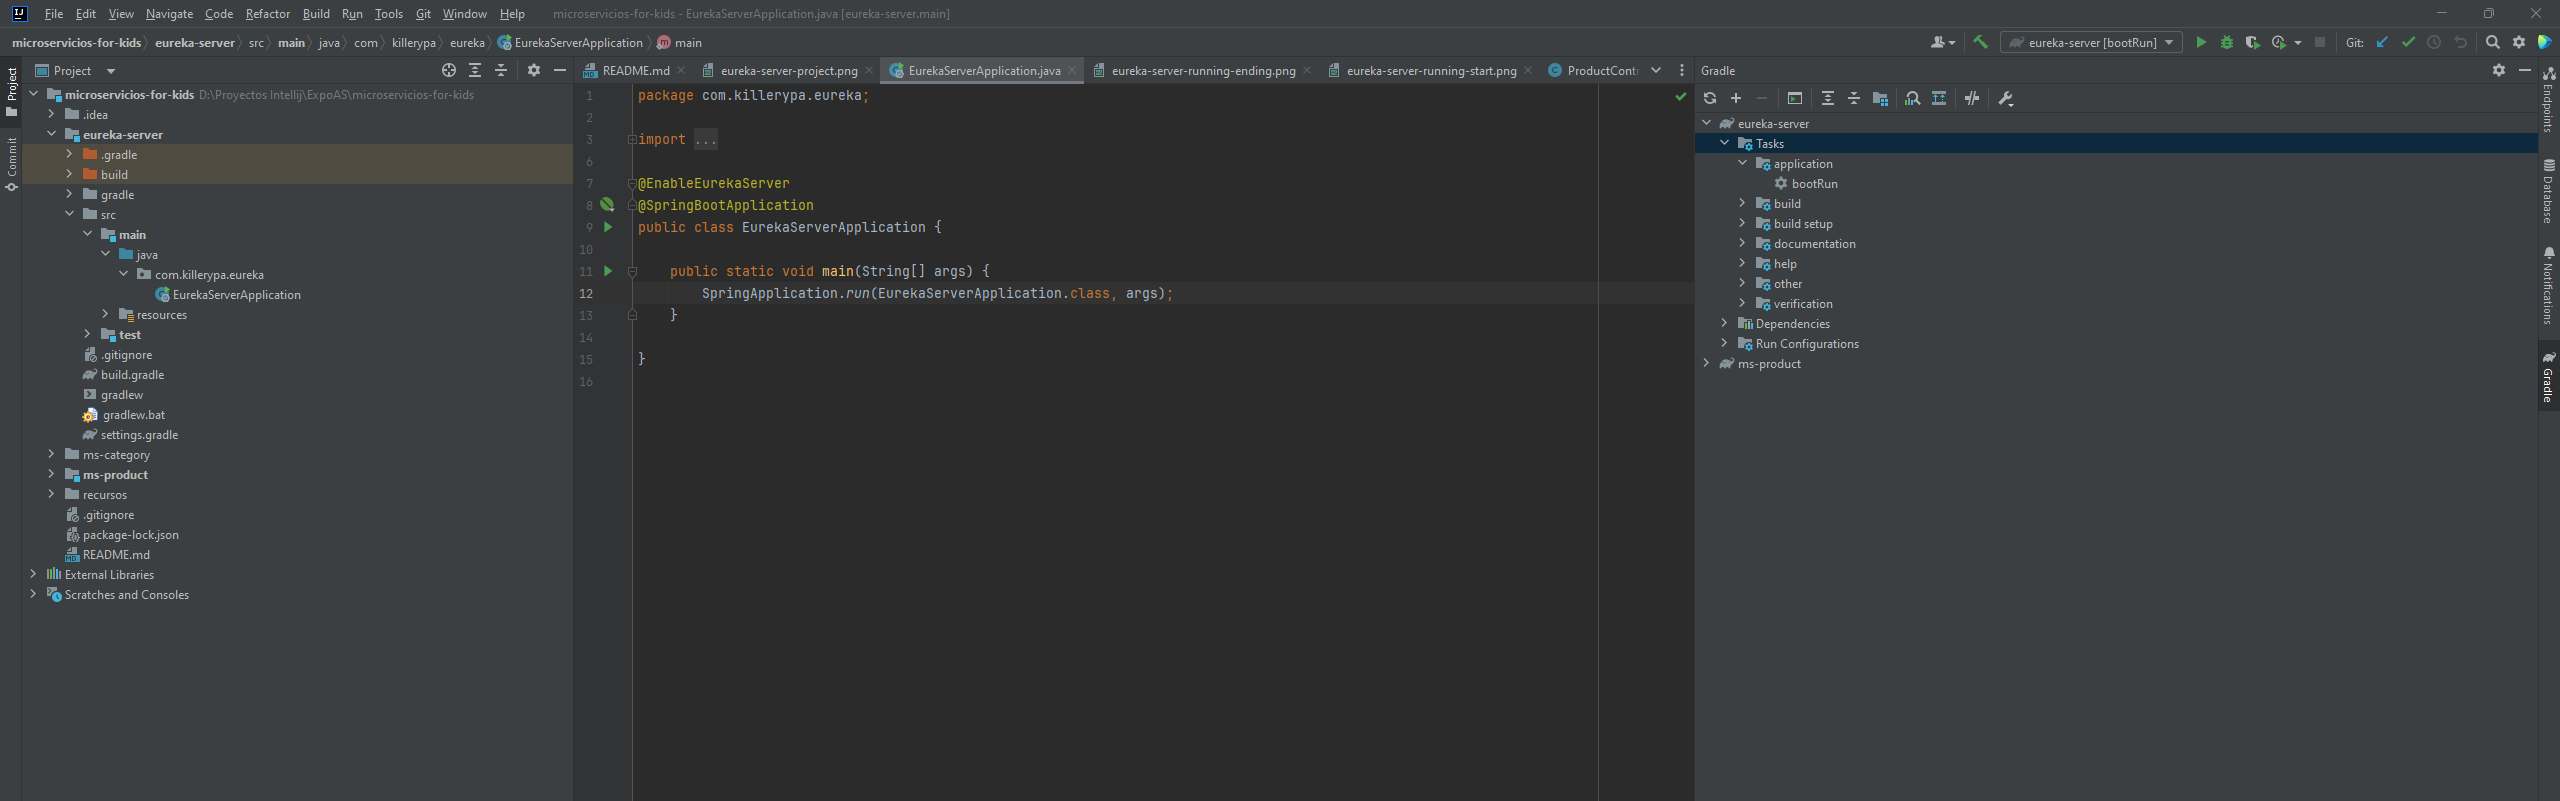 File Edit View Navigate Code Refactor Build Run Tools Git Window Help microservicios-for-kids - EurekaServerApplication.java [eureka-server.main]
microservicios-for-kids eureka-server src main java com killerypa eureka EurekaServerApplication main
eureka-server [bootRun] Git:
Project
Commit
Project
microservicios-for-kids D:\Proyectos Intellij\ExpoAS\microservicios-for-kids
.idea
eureka-server
.gradle
build
gradle
src
main
java
com.killerypa.eureka
EurekaServerApplication
resources
test
.gitignore
build.gradle
gradlew
gradlew.bat
settings.gradle
ms-category
ms-product
recursos
.gitignore
package-lock.json
README.md
External Libraries
Scratches and Consoles
README.md eureka-server-project.png EurekaServerApplication.java eureka-server-running-ending.png eureka-server-running-start.png ProductContr
1 package com.killerypa.eureka;
2
3 import ...
6
7 @EnableEurekaServer
8 @SpringBootApplication
9 public class EurekaServerApplication {
10
11 public static void main(String[] args) {
12 SpringApplication.run(EurekaServerApplication.class, args);
13 }
14
15 }
16
Gradle
eureka-server
Tasks
application
bootRun
build
build setup
documentation
help
other
verification
Dependencies
Run Configurations
ms-product
Endpoints
Database
Notifications
Gradle